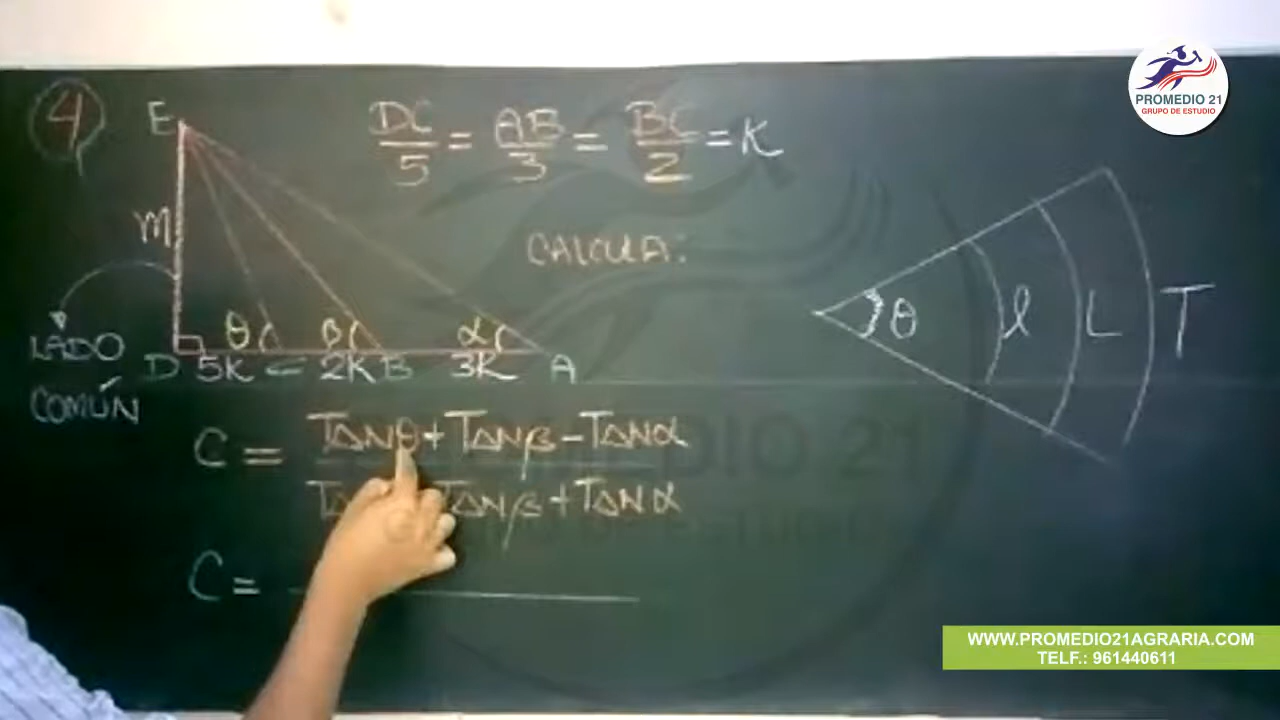 4
E
DC/5 = AB/3 = BC/2 = K
m
CALCULA:
θ β α
θ l L T
LADO
COMÚN
D 5K C 2K B 3K A
C = TANθ + TANβ - TANα
TANβ + TANα
C =
PROMEDIO 21
GRUPO DE ESTUDIO
WWW.PROMEDIO21AGRARIA.COM
TELF.: 961440611